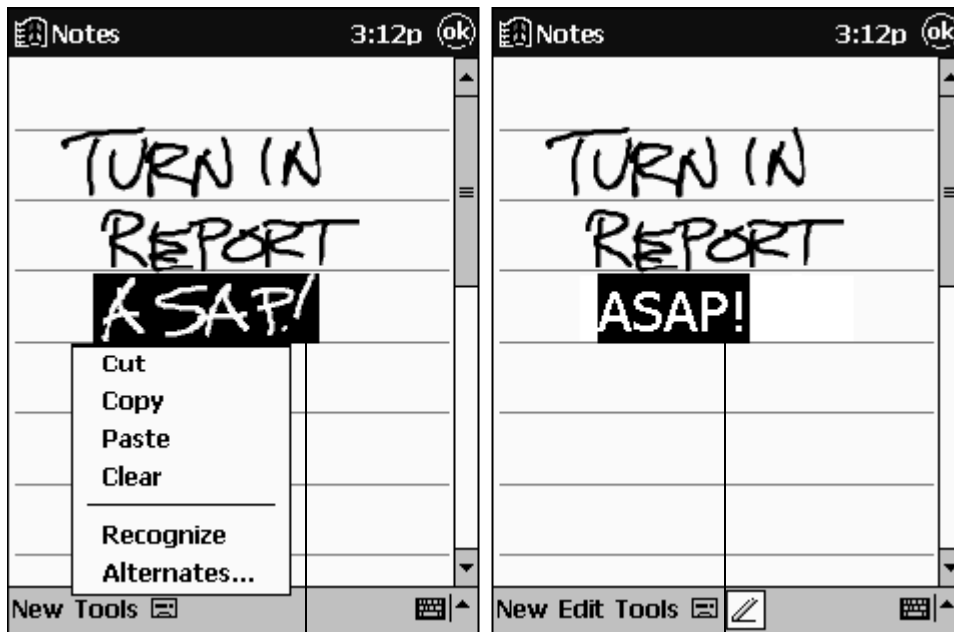 Notes 3:12p ok
TURN IN
REPORT
A SAP!
Cut
Copy
Paste
Clear
Recognize
Alternates...
New Tools
Notes 3:12p ok
TURN IN
REPORT
ASAP!
New Edit Tools